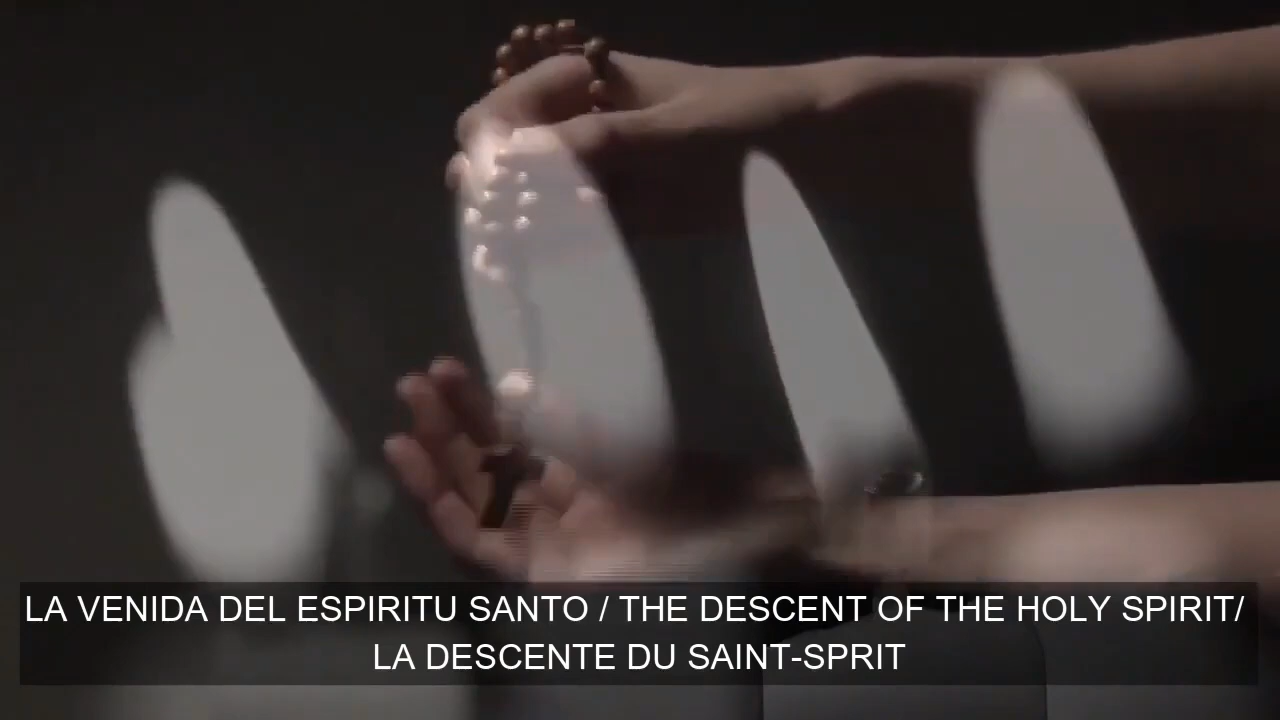 LA VENIDA DEL ESPIRITU SANTO / THE DESCENT OF THE HOLY SPIRIT/
LA DESCENTE DU SAINT-SPRIT